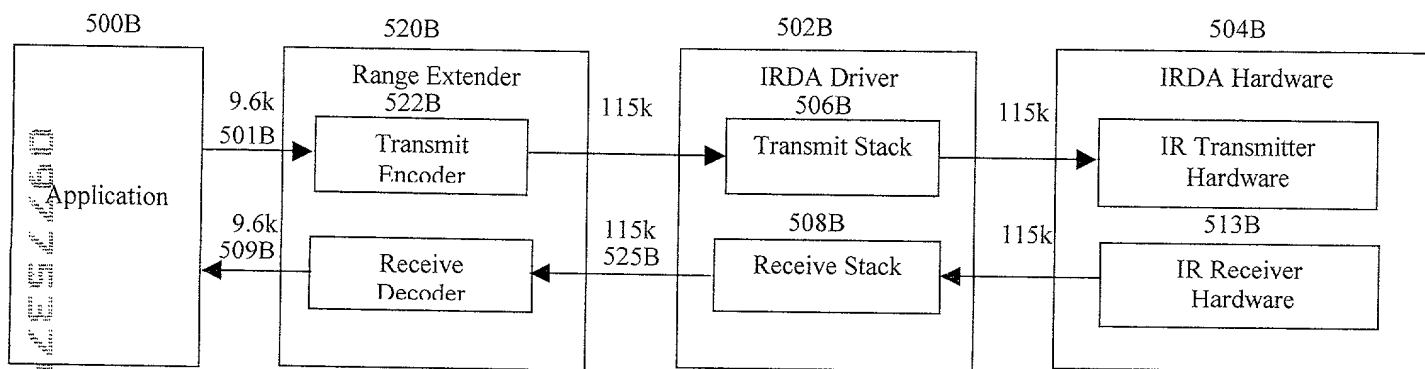 500B
520B
502B
504B
Application
Range Extender
IRDA Driver
IRDA Hardware
9.6k
501B
522B
Transmit
Encoder
115k
506B
Transmit Stack
115k
IR Transmitter
Hardware
9.6k
509B
Receive
Decoder
115k
525B
508B
Receive Stack
115k
513B
IR Receiver
Hardware